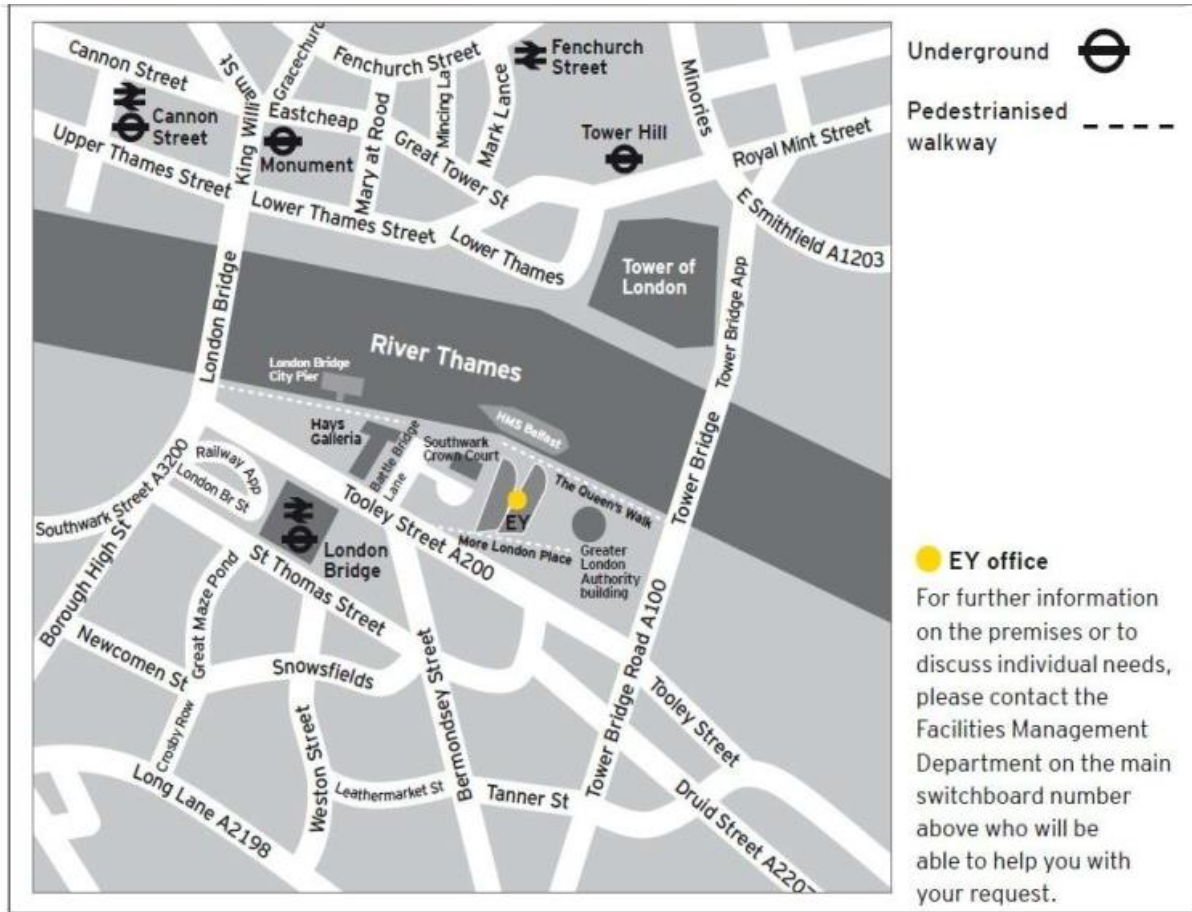 Cannon Street
King William St
Gracechurch
Fenchurch Street
Fenchurch
Street
Minories
Cannon
Street
Eastcheap
Monument
Mary at Rood
Mincing La
Mark Lance
Great Tower St
Tower Hill
Royal Mint Street
Upper Thames Street
Lower Thames Street
Lower Thames
E Smithfield A1203
Tower of
London
London Bridge
Tower Bridge App
River Thames
London Bridge
City Pier
HMS Belfast
Tower Bridge
Hays
Galleria
Battle Bridge
Lane
Southwark
Crown Court
The Queen's Walk
EY
More London Place
Greater
London
Authority
building
Southwark Street A3200
Railway App
London Br St
Tooley Street A200
London
Bridge
Borough High St
St Thomas Street
Great Maze Pond
Newcomen St
Snowsfields
Crosby Row
Weston Street
Bermondsey Street
Leathermarket St
Tanner St
Tower Bridge Road A100
Tooley Street
Druid Street A2207
Long Lane A2198
Underground
Pedestrianised
walkway
EY office
For further information
on the premises or to
discuss individual needs,
please contact the
Facilities Management
Department on the main
switchboard number
above who will be
able to help you with
your request.